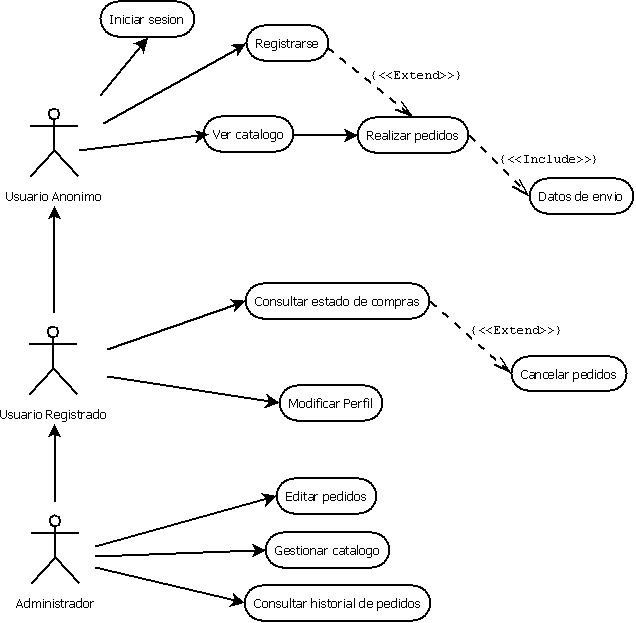 Iniciar sesion
Registrarse
{<<Extend>>}
Ver catalogo
Realizar pedidos
{<<Include>>}
Usuario Anonimo
Datos de envio
Consultar estado de compras
{<<Extend>>}
Cancelar pedidos
Modificar Perfil
Usuario Registrado
Editar pedidos
Gestionar catalogo
Administrador
Consultar historial de pedidos